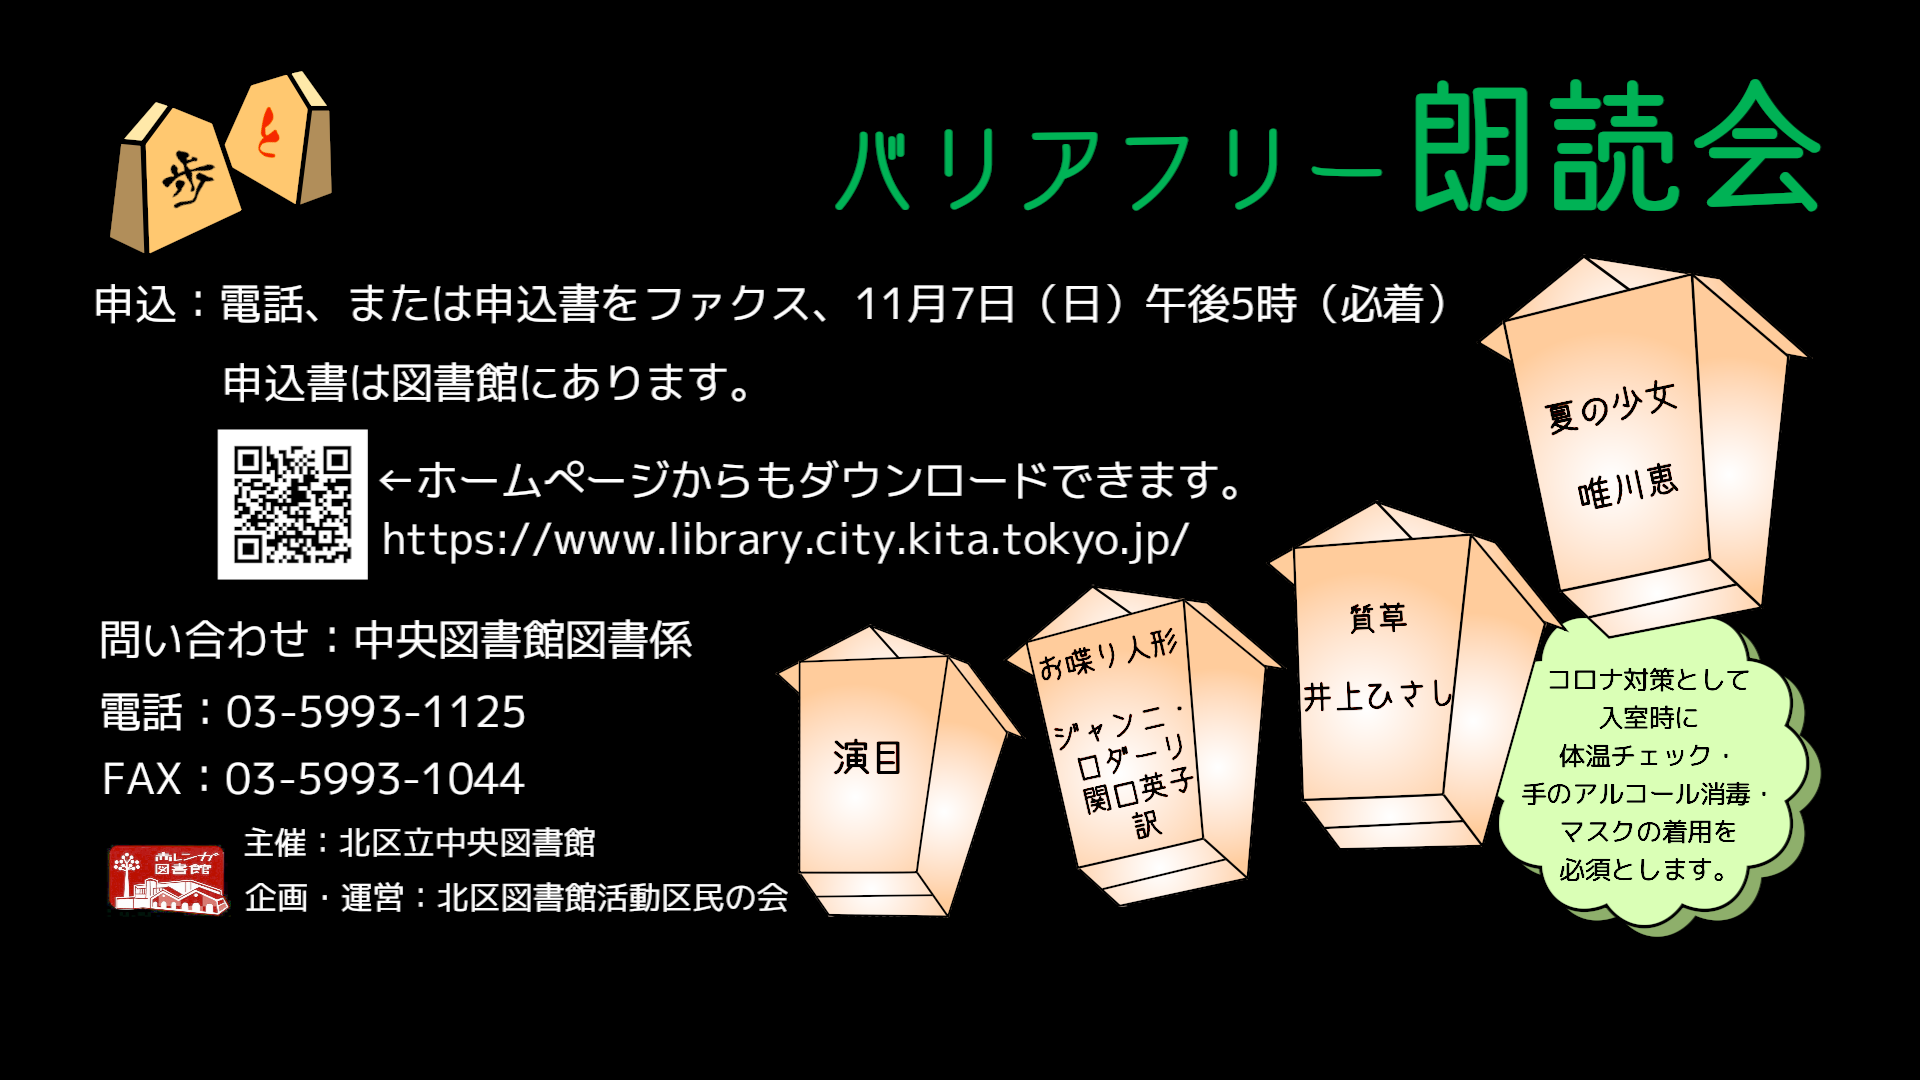 歩
と
バリアフリー朗読会
申込：電話、または申込書をファクス、11月7日（日）午後5時（必着）
申込書は図書館にあります。
←ホームページからもダウンロードできます。
https://www.library.city.kita.tokyo.jp/
問い合わせ：中央図書館図書係
電話：03-5993-1125
FAX：03-5993-1044
赤レンガ
図書館
主催：北区立中央図書館
企画・運営：北区図書館活動区民の会
演目
お喋り人形
ジャンニ・
ロダーリ
関口英子
訳
質草
井上ひさし
夏の少女
唯川恵
コロナ対策として
入室時に
体温チェック・
手のアルコール消毒・
マスクの着用を
必須とします。